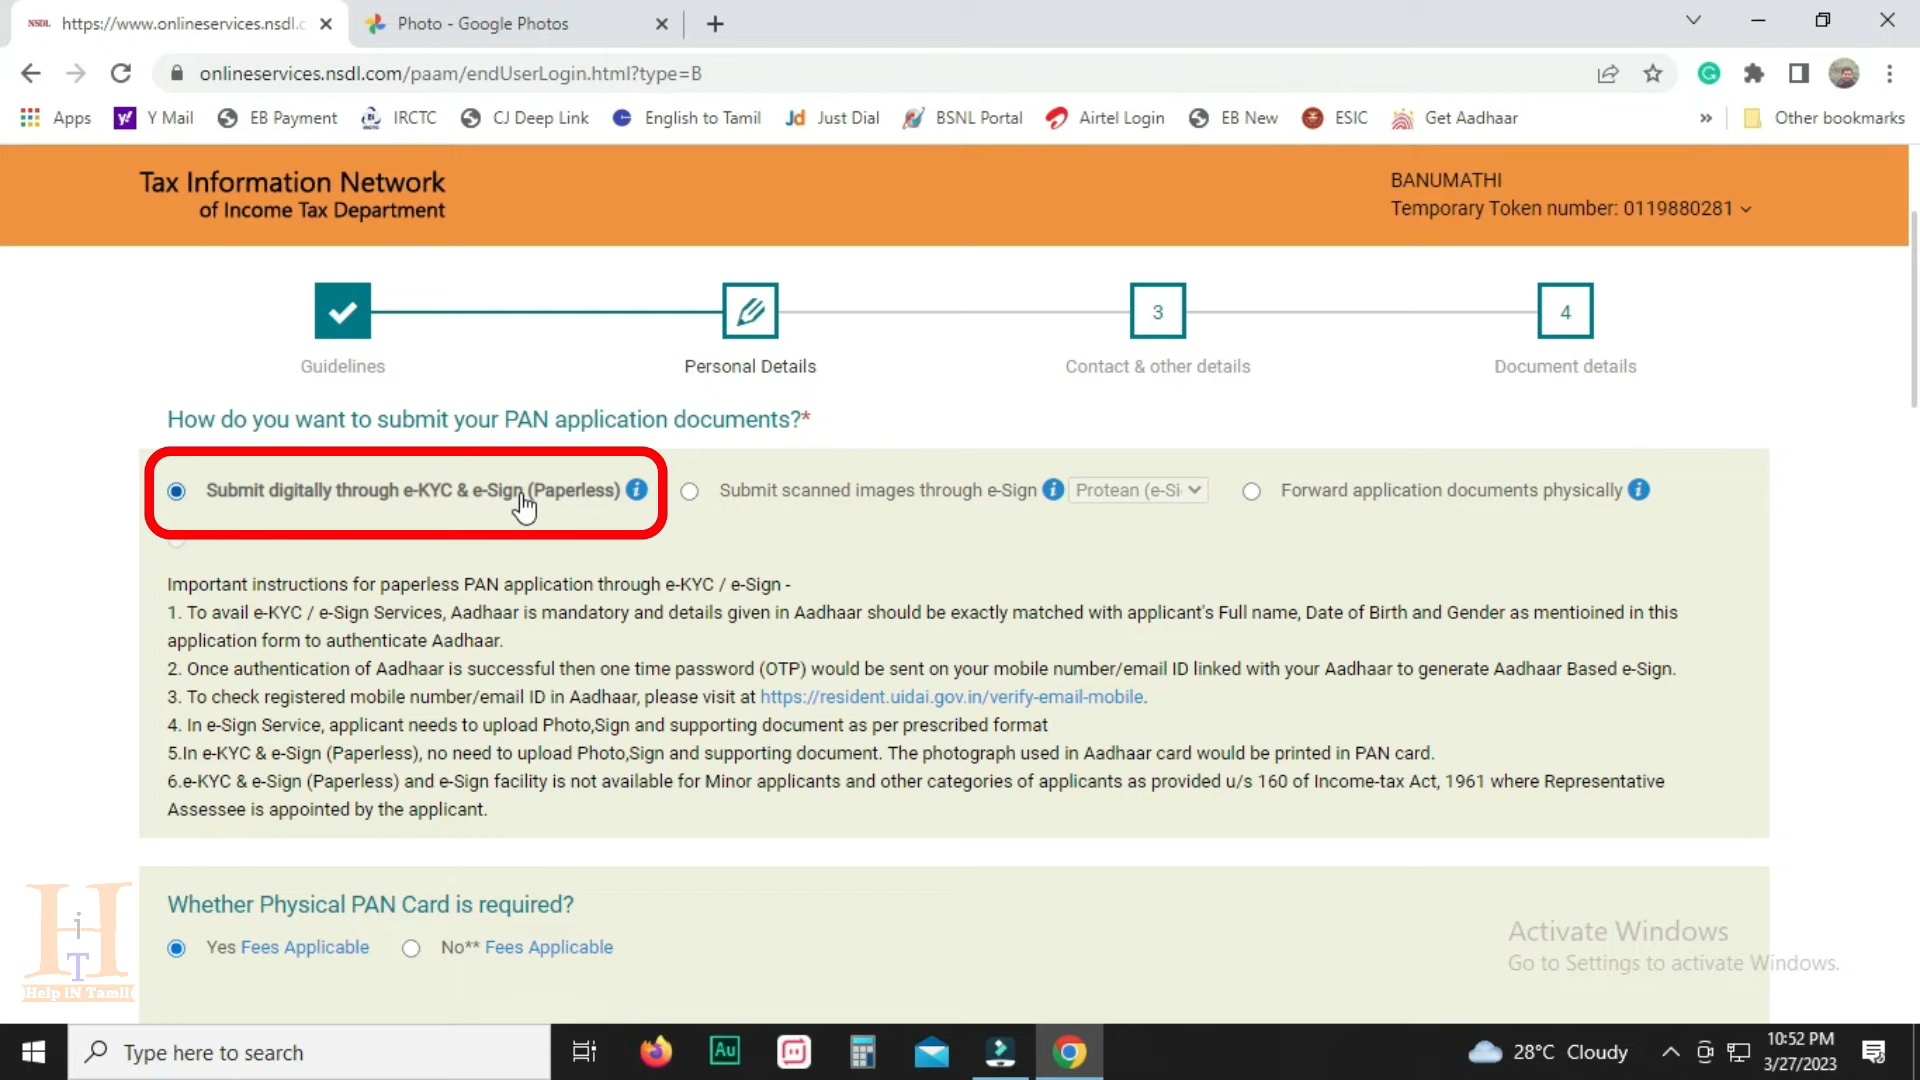 NSDL https://www.onlineservices.nsdl.c
Photo - Google Photos
onlineservices.nsdl.com/paam/endUserLogin.html?type=B
Apps Y Mail EB Payment IRCTC CJ Deep Link English to Tamil Jd Just Dial BSNL Portal Airtel Login EB New ESIC Get Aadhaar » Other bookmarks
Tax Information Network
of Income Tax Department
BANUMATHI
Temporary Token number: 0119880281
3
4
Guidelines
Personal Details
Contact & other details
Document details
How do you want to submit your PAN application documents?*
Submit digitally through e-KYC & e-Sign (Paperless) Submit scanned images through e-Sign Protean (e-Si Forward application documents physically
Important instructions for paperless PAN application through e-KYC / e-Sign -
1. To avail e-KYC / e-Sign Services, Aadhaar is mandatory and details given in Aadhaar should be exactly matched with applicant's Full name, Date of Birth and Gender as mentioined in this
application form to authenticate Aadhaar.
2. Once authentication of Aadhaar is successful then one time password (OTP) would be sent on your mobile number/email ID linked with your Aadhaar to generate Aadhaar Based e-Sign.
3. To check registered mobile number/email ID in Aadhaar, please visit at https://resident.uidai.gov.in/verify-email-mobile.
4. In e-Sign Service, applicant needs to upload Photo,Sign and supporting document as per prescribed format
5.In e-KYC & e-Sign (Paperless), no need to upload Photo,Sign and supporting document. The photograph used in Aadhaar card would be printed in PAN card.
6.e-KYC & e-Sign (Paperless) and e-Sign facility is not available for Minor applicants and other categories of applicants as provided u/s 160 of Income-tax Act, 1961 where Representative
Assessee is appointed by the applicant.
Whether Physical PAN Card is required?
Yes Fees Applicable No** Fees Applicable
HiT
Help iN Tamil
Activate Windows
Go to Settings to activate Windows.
Type here to search
Au
28°C Cloudy
10:52 PM
3/27/2023